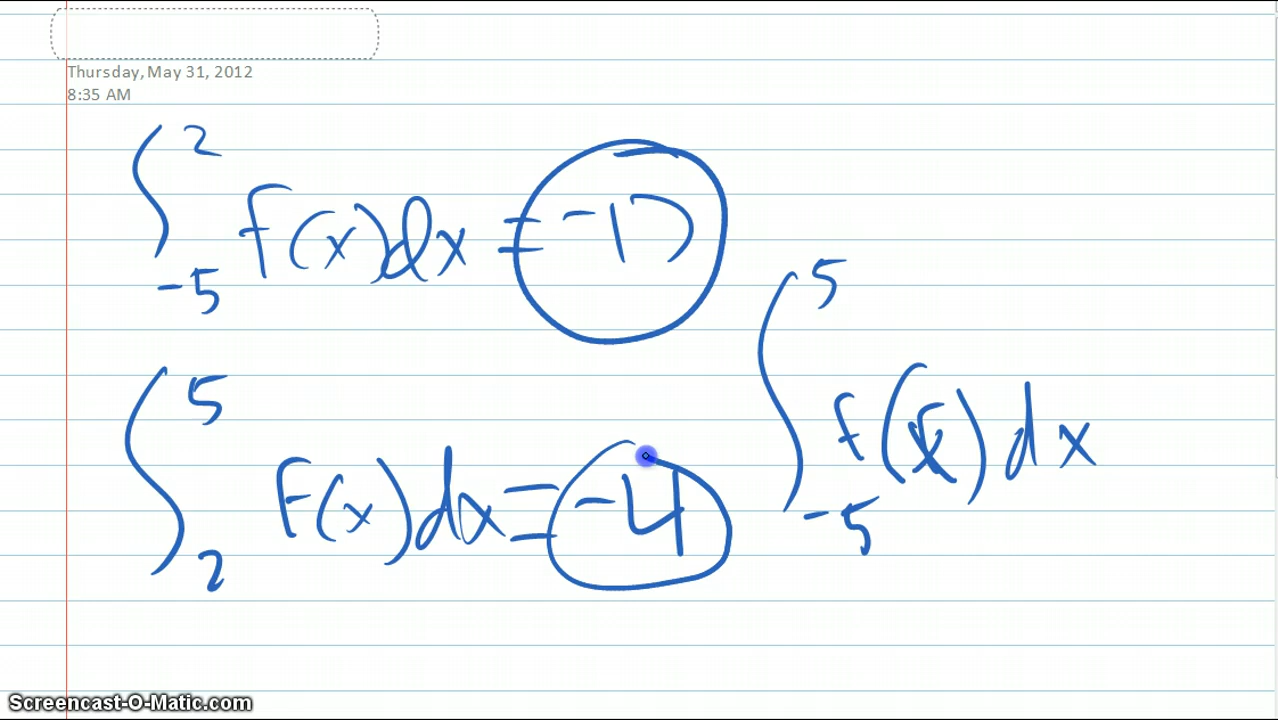 Thursday, May 31, 2012
8:35 AM
∫_{-5}^{2} f(x)dx = -17
∫_{2}^{5} f(x)dx = -4
∫_{-5}^{5} f(x)dx
Screencast-O-Matic.com